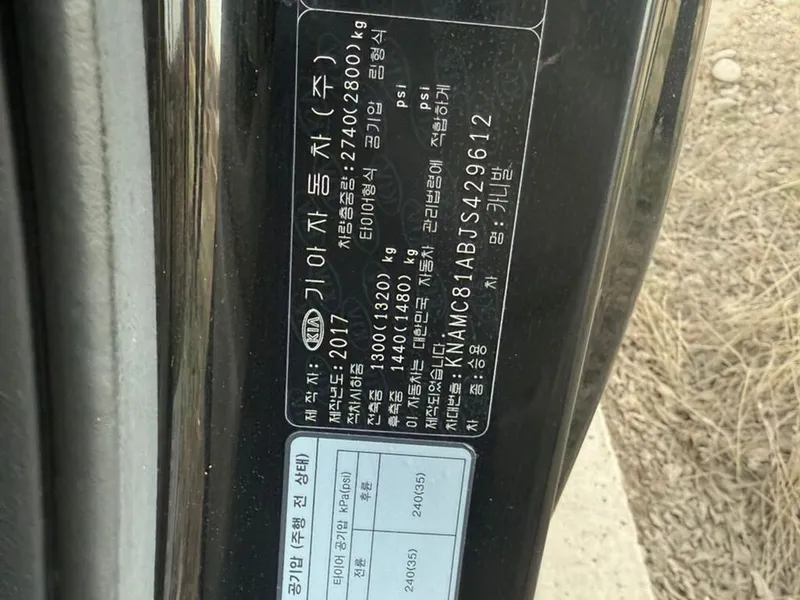 제 작 자: KIA 기아자동차(주)
제작년도:2017 차량총중량:2740(2800)kg
적차시하중 타이어형식 공기압 림형식
전축중 1300(1320)kg psi
후축중 1440(1480)kg psi
이 자동차는 대한민국 자동차 관리법령에 적합하게
제작되었습니다.
차대번호:KNAMC81ABJS429612
차 종:승용 차 명:카니발
공기압 (주행 전 상태)
타이어 공기압 kPa(psi)
전륜 후륜
240(35) 240(35)